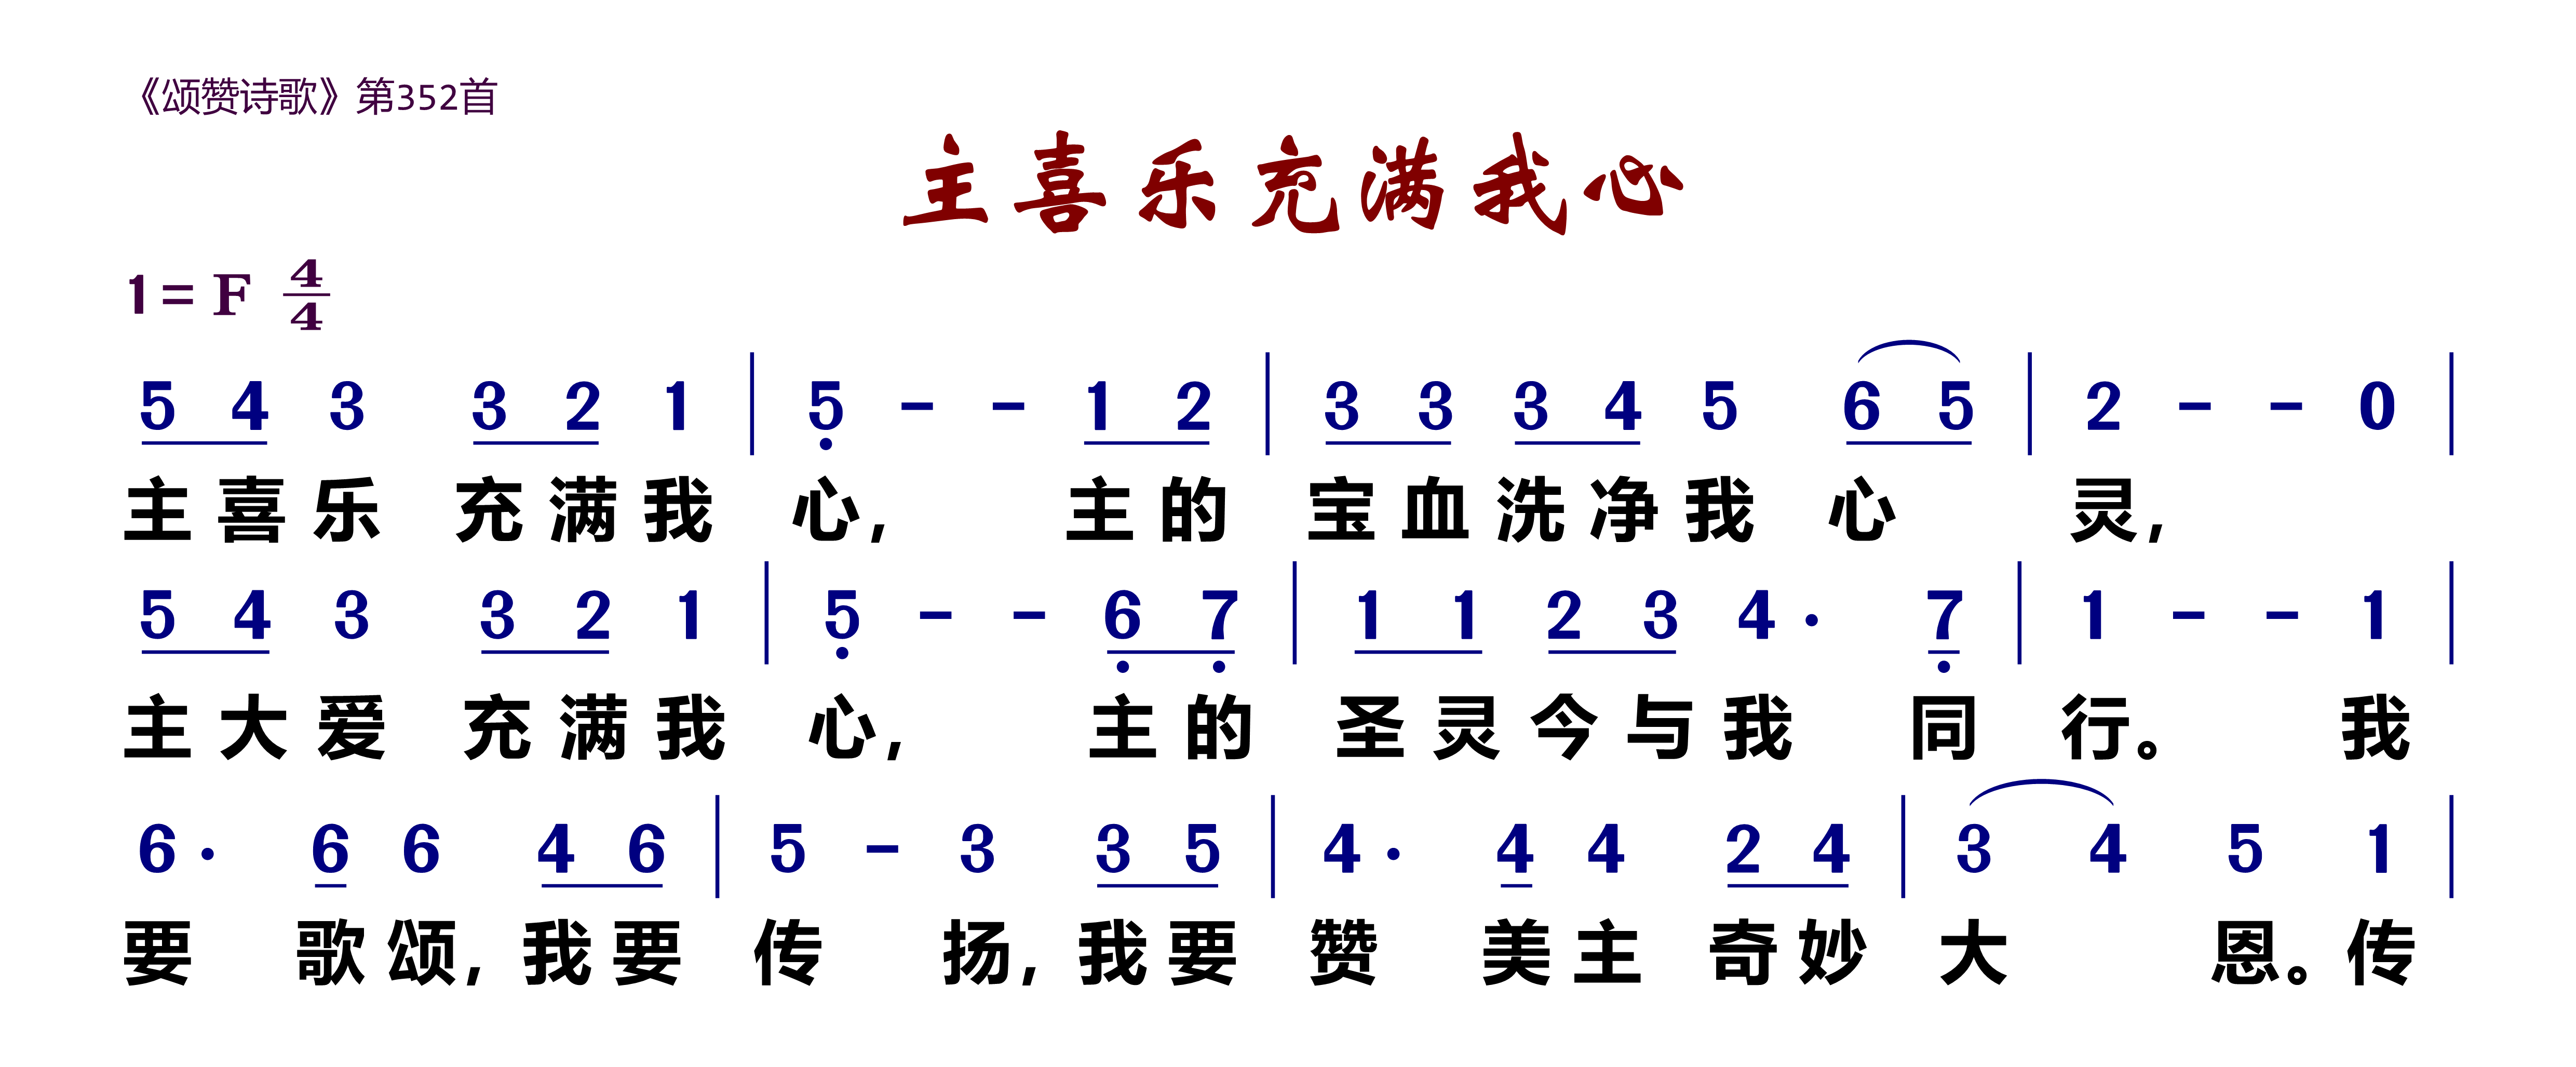 《颂赞诗歌》第352首
主喜乐充满我心
1= F 4/4
5 4 3 3 2 1 | 5 - - 1 2 | 3 3 3 4 5 6 5 | 2 - - 0 |
主喜乐 充满我 心, 主的 宝血洗净我 心 灵,
5 4 3 3 2 1 | 5 - - 6 7 | 1 1 2 3 4 · 7 | 1 - - 1 |
主大爱 充满我 心, 主的 圣灵今与我 同 行。 我
6 · 6 6 4 6 | 5 - 3 3 5 | 4 · 4 4 2 4 | 3 4 5 1 |
要 歌颂, 我要 传 扬, 我要 赞 美主 奇妙 大 恩。传